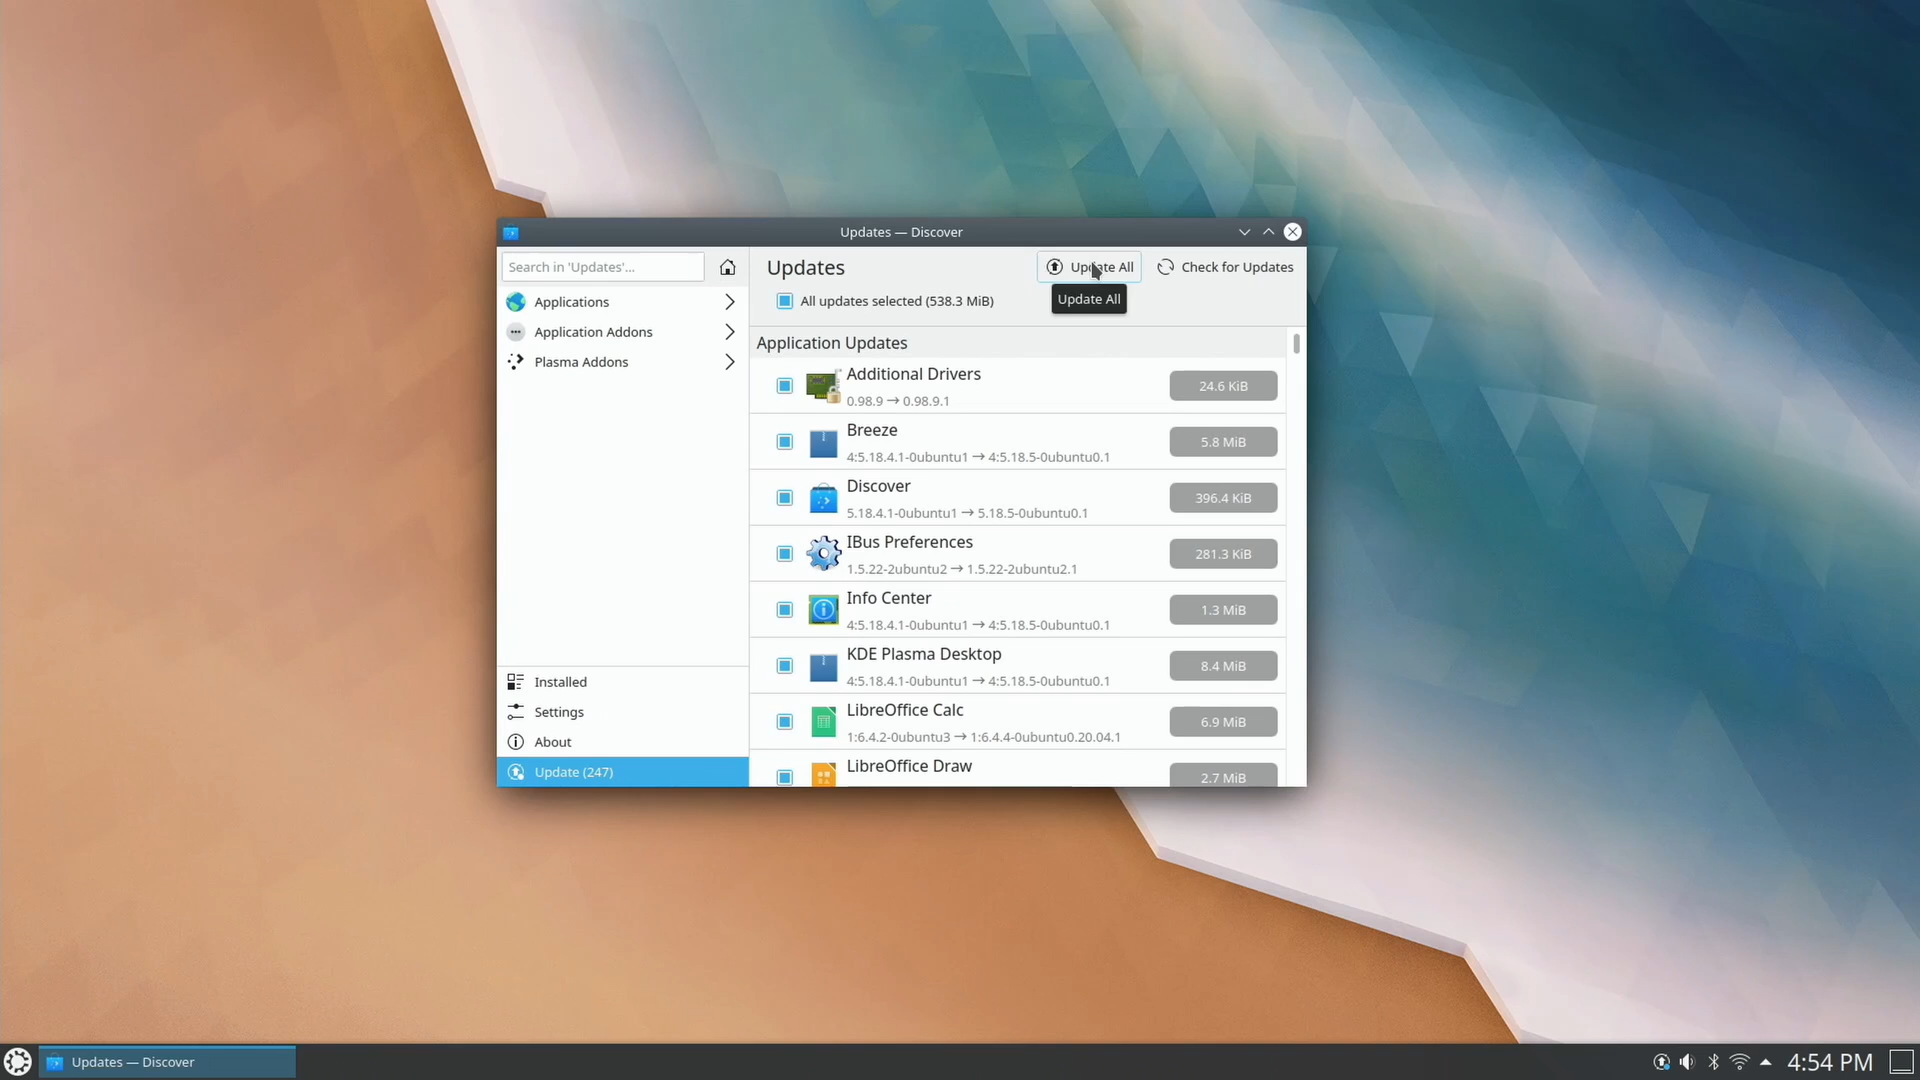 Updates — Discover
Search in 'Updates'...
Updates
Update All
Check for Updates
All updates selected (538.3 MiB)
Update All
Applications
Application Addons
Plasma Addons
Application Updates
Additional Drivers
0.98.9 → 0.98.9.1
24.6 KiB
Breeze
4:5.18.4.1-0ubuntu1 → 4:5.18.5-0ubuntu0.1
5.8 MiB
Discover
5.18.4.1-0ubuntu1 → 5.18.5-0ubuntu0.1
396.4 KiB
IBus Preferences
1.5.22-2ubuntu2 → 1.5.22-2ubuntu2.1
281.3 KiB
Info Center
4:5.18.4.1-0ubuntu1 → 4:5.18.5-0ubuntu0.1
1.3 MiB
KDE Plasma Desktop
4:5.18.4.1-0ubuntu1 → 4:5.18.5-0ubuntu0.1
8.4 MiB
LibreOffice Calc
1:6.4.2-0ubuntu3 → 1:6.4.4-0ubuntu0.20.04.1
6.9 MiB
LibreOffice Draw
2.7 MiB
Installed
Settings
About
Update (247)
Updates — Discover
4:54 PM